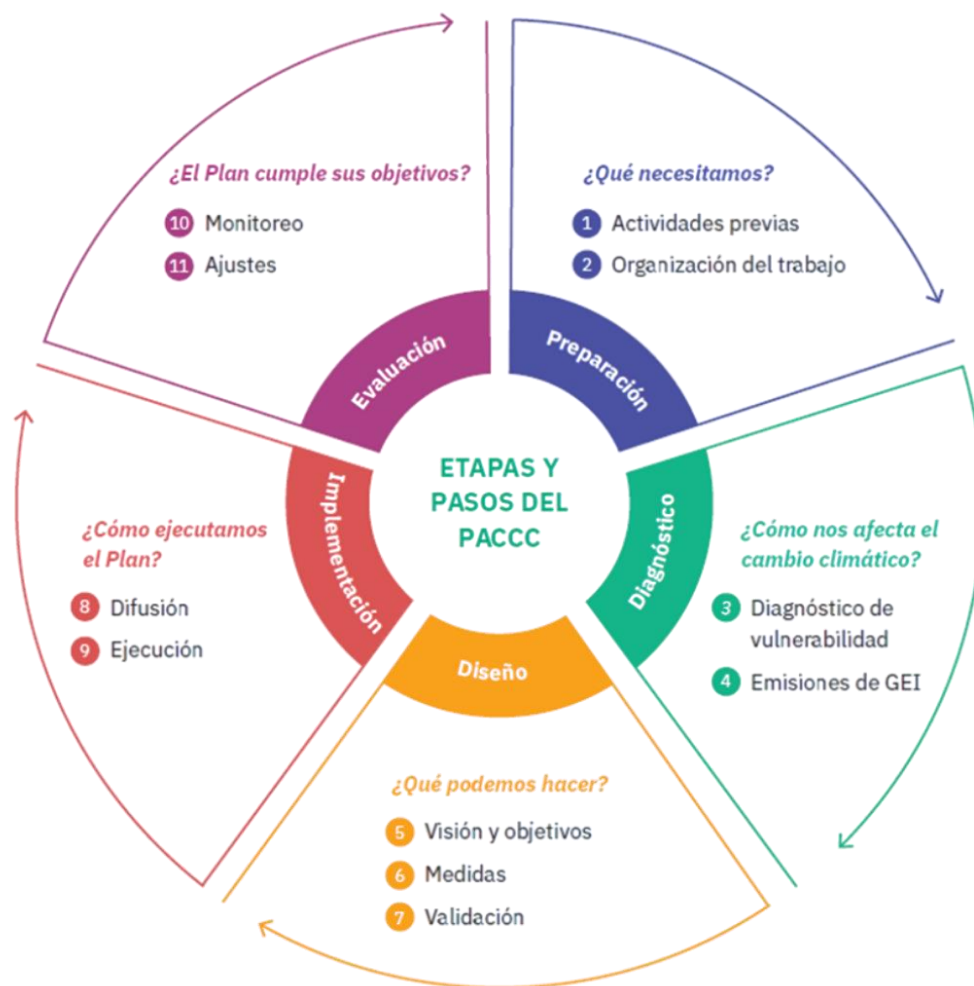 ETAPAS Y
PASOS DEL
PACCC
Preparación
¿Qué necesitamos?
1 Actividades previas
2 Organización del trabajo
Diagnóstico
¿Cómo nos afecta el
cambio climático?
3 Diagnóstico de
vulnerabilidad
4 Emisiones de GEI
Diseño
¿Qué podemos hacer?
5 Visión y objetivos
6 Medidas
7 Validación
Implementación
¿Cómo ejecutamos
el Plan?
8 Difusión
9 Ejecución
Evaluación
¿El Plan cumple sus objetivos?
10 Monitoreo
11 Ajustes